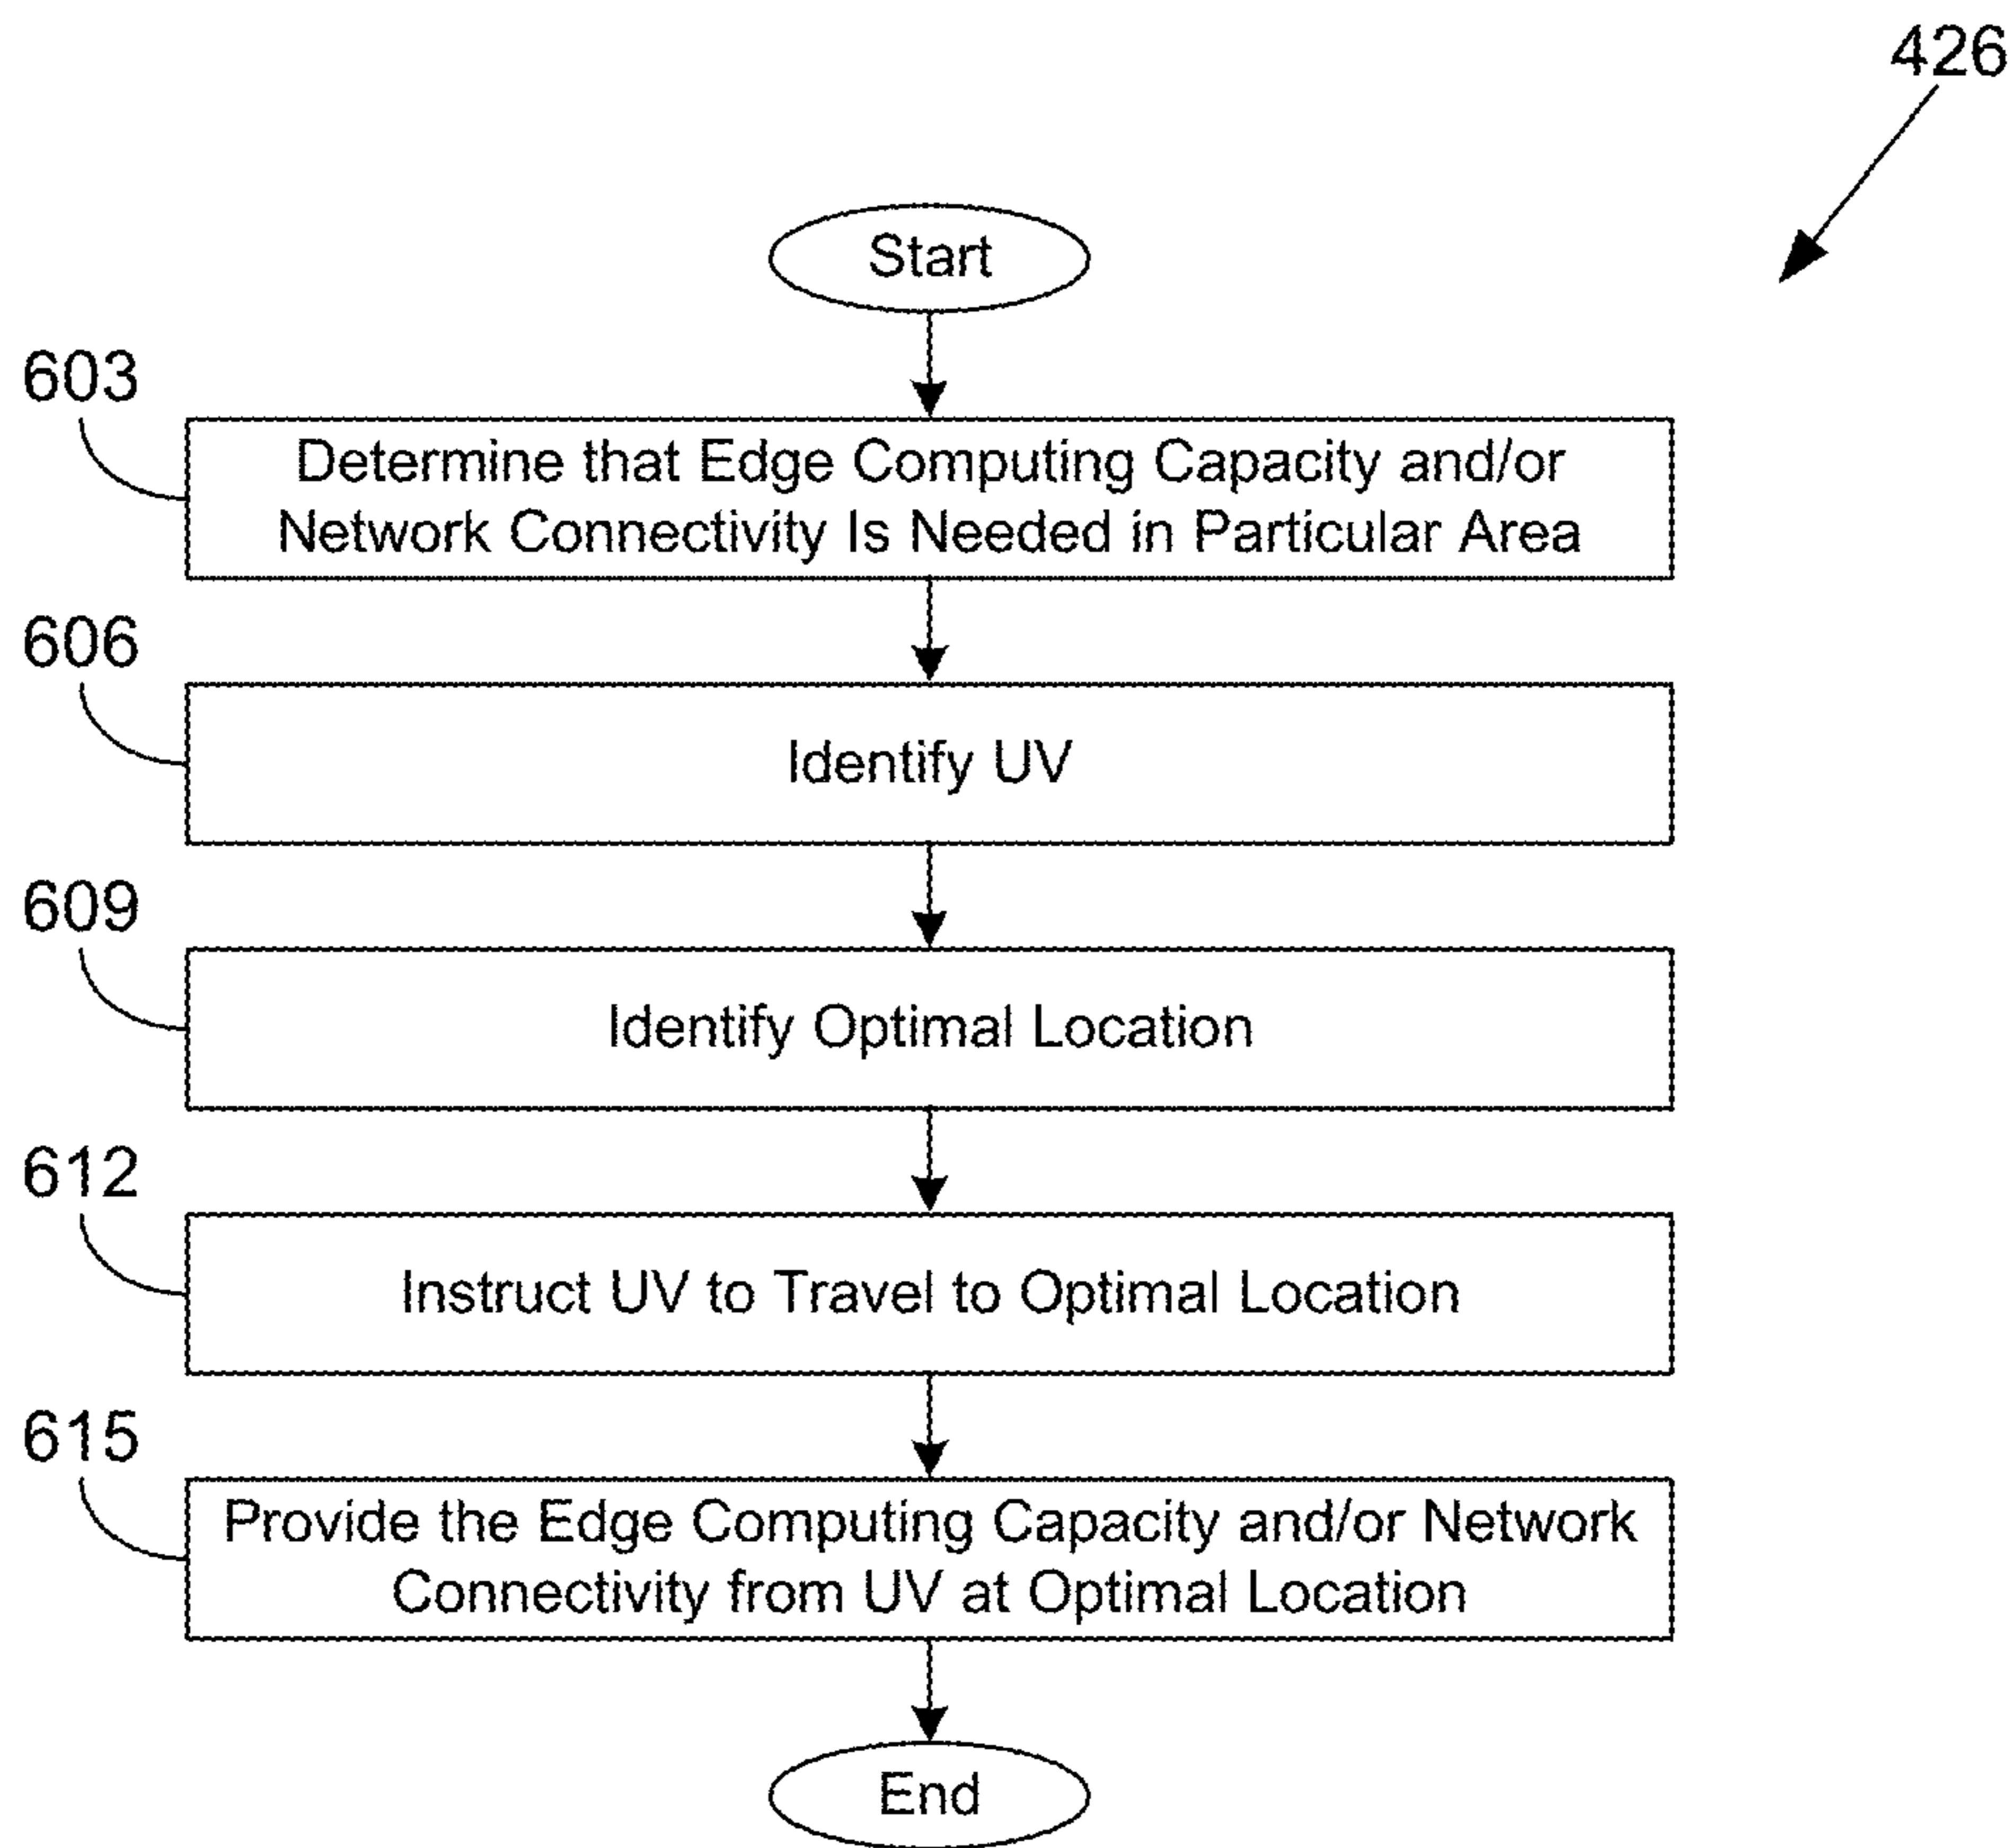 426
Start
603
Determine that Edge Computing Capacity and/or
Network Connectivity Is Needed in Particular Area
606
Identify UV
609
Identify Optimal Location
612
Instruct UV to Travel to Optimal Location
615
Provide the Edge Computing Capacity and/or Network
Connectivity from UV at Optimal Location
End